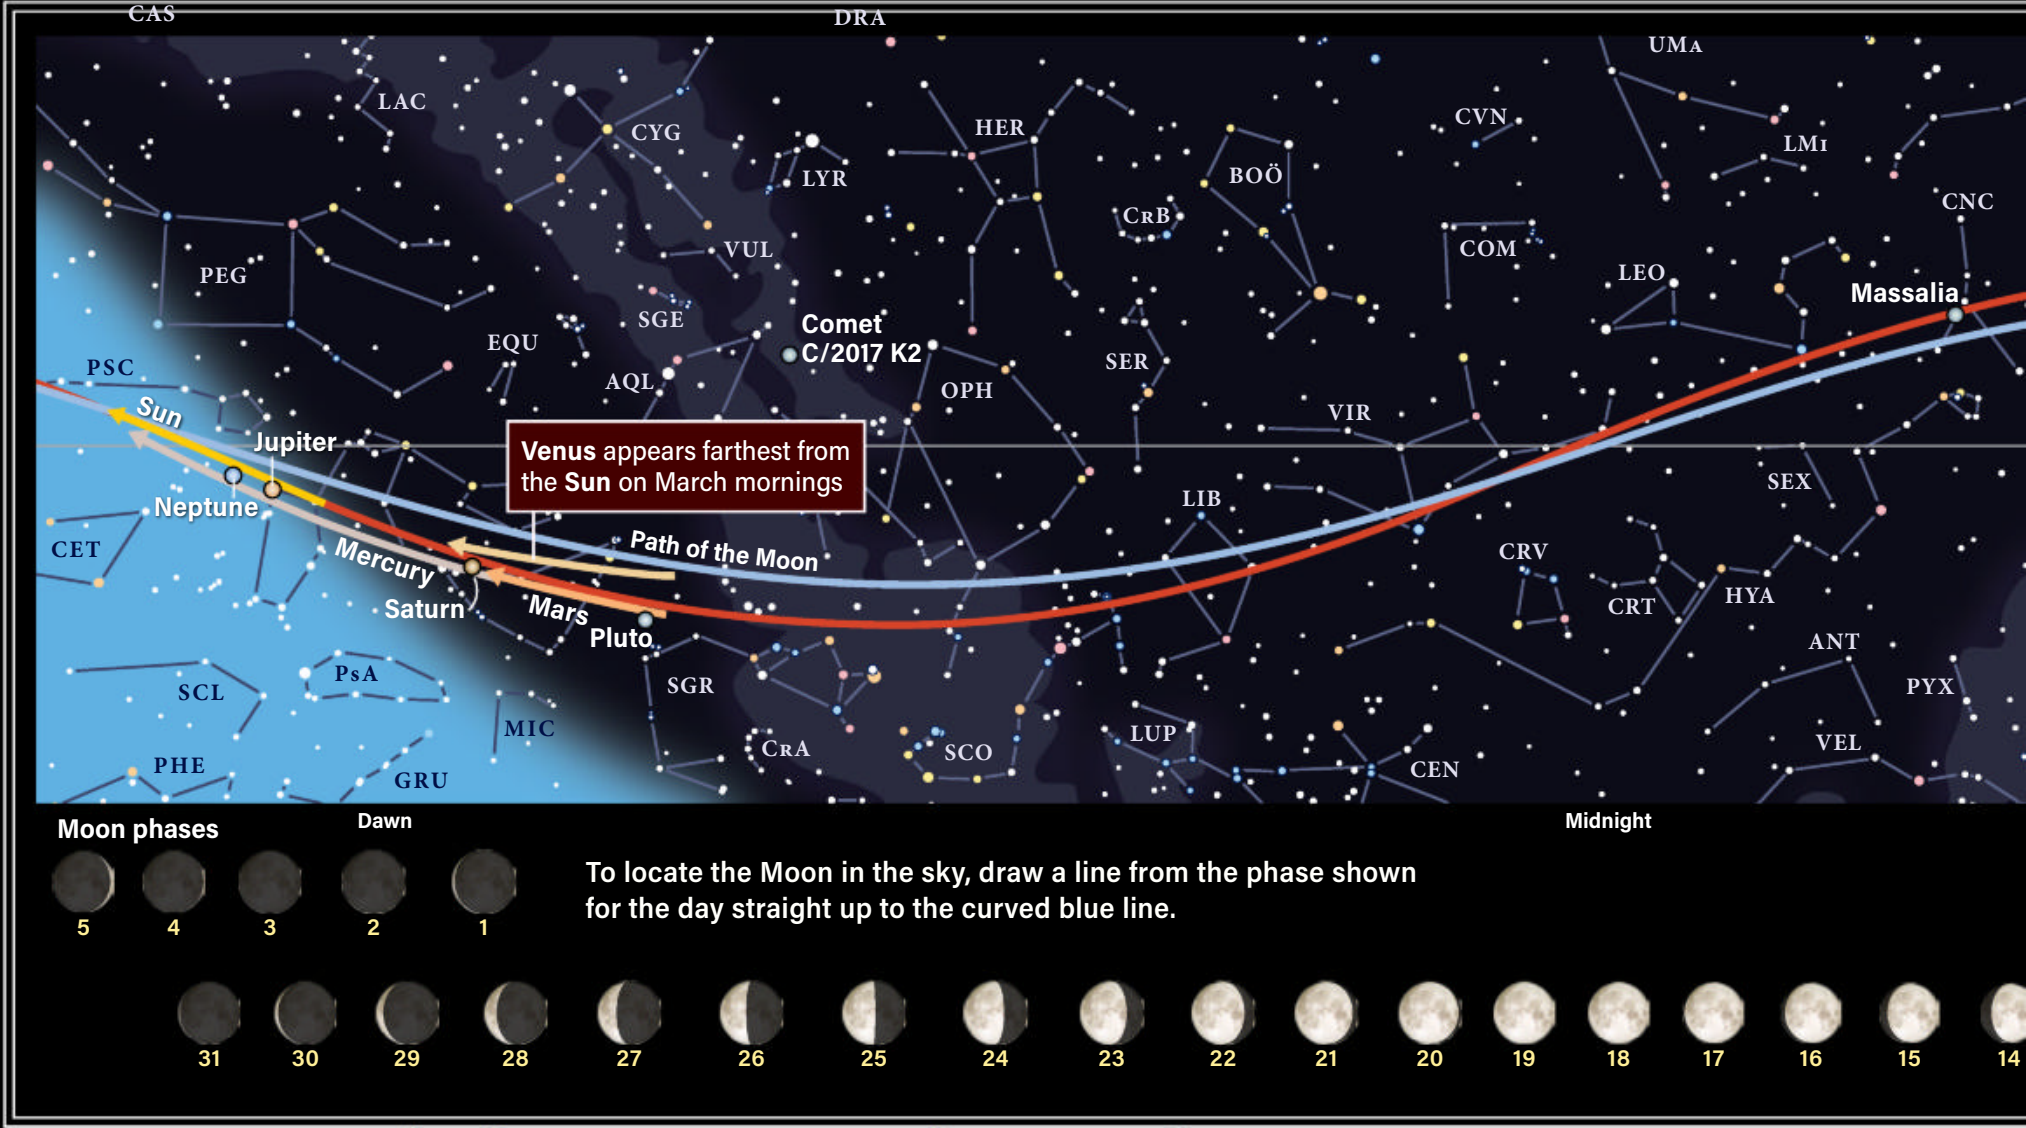 CAS
DRA
UMA
LAC
CYG
HER
CVN
LMI
LYR
BOÖ
CNC
CRB
VUL
COM
PEG
LEO
Massalia
SGE
Comet
C/2017 K2
EQU
SER
PSC
AQL
OPH
Sun
VIR
Jupiter
Venus appears farthest from
the Sun on March mornings
SEX
LIB
Neptune
CET
Mercury
Path of the Moon
CRV
Saturn
Mars
CRT
HYA
Pluto
ANT
PsA
SCL
SGR
PYX
MIC
LUP
CRA
SCO
VEL
PHE
GRU
CEN
Moon phases
Dawn
Midnight
To locate the Moon in the sky, draw a line from the phase shown
for the day straight up to the curved blue line.
5 4 3 2 1
31 30 29 28 27 26 25 24 23 22 21 20 19 18 17 16 15 14